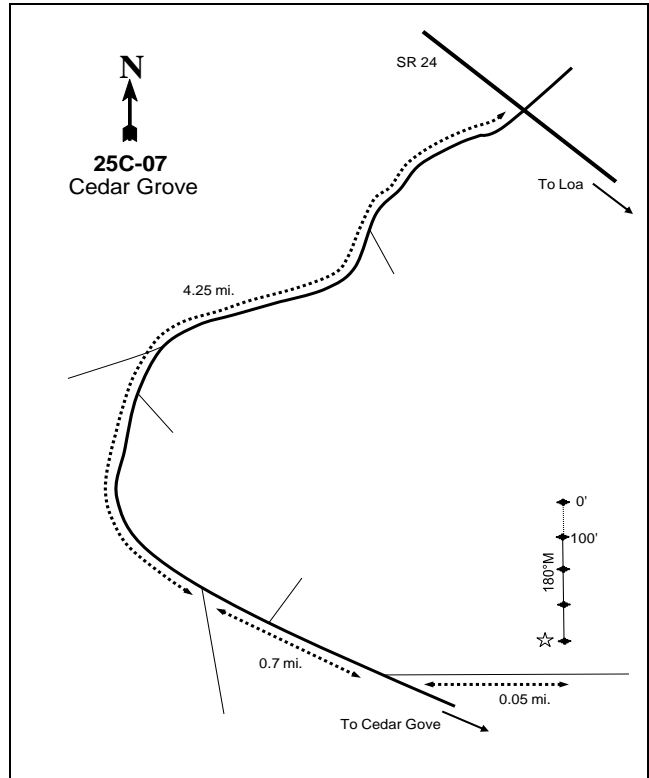 SR 24
N
25C-07
Cedar Grove
To Loa
4.25 mi.
0'
100'
180°M
0.7 mi.
0.05 mi.
To Cedar Gove